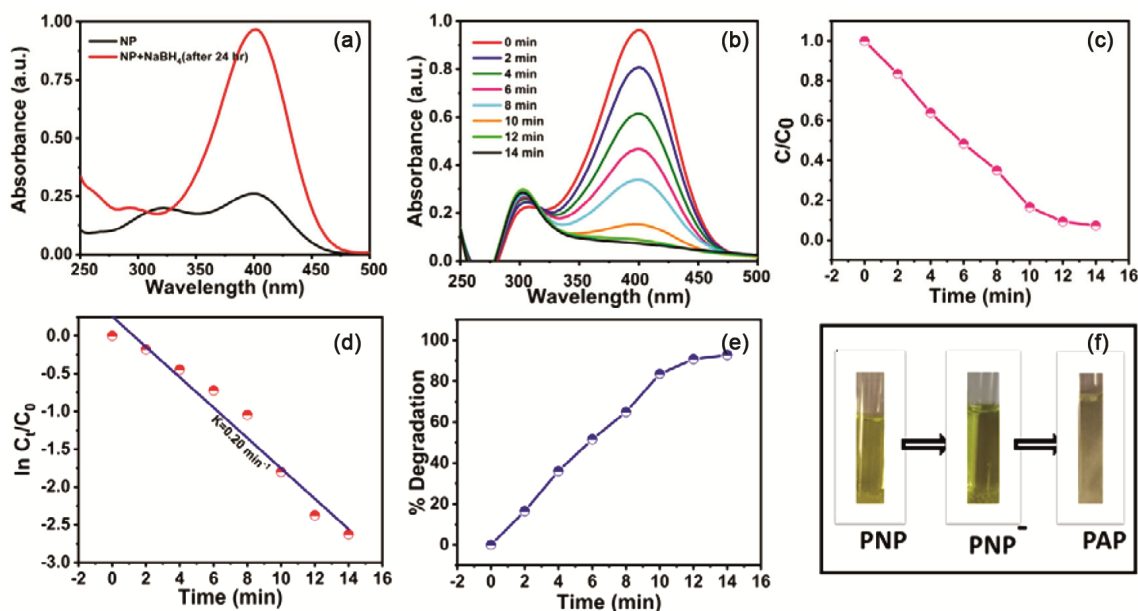 (a)
1.00
0.75
0.50
0.25
0.00
Absorbance (a.u.)
NP
NP+NaBH4(after 24 hr)
250 300 350 400 450 500
Wavelength (nm)
(b)
1.0
0.8
0.6
0.4
0.2
0.0
Absorbance (a.u.)
0 min
2 min
4 min
6 min
8 min
10 min
12 min
14 min
250 300 350 400 450 500
Wavelength (nm)
(c)
1.0
0.8
0.6
0.4
0.2
0.0
C/C0
-2 0 2 4 6 8 10 12 14 16
Time (min)
(d)
0.0
-0.5
-1.0
-1.5
-2.0
-2.5
-3.0
ln Ct/C0
K=0.20 min-1
-2 0 2 4 6 8 10 12 14 16
Time (min)
(e)
100
90
80
60
40
20
0
% Degradation
-2 0 2 4 6 8 10 12 14 16
Time (min)
(f)
PNP PNP- PAP